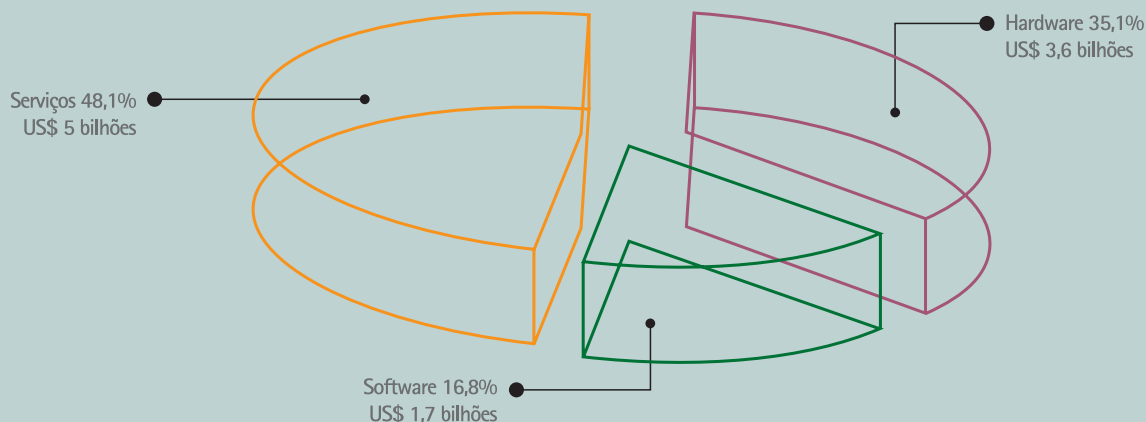 Hardware 35,1%
US$ 3,6 bilhões
Serviços 48,1%
US$ 5 bilhões
Software 16,8%
US$ 1,7 bilhões